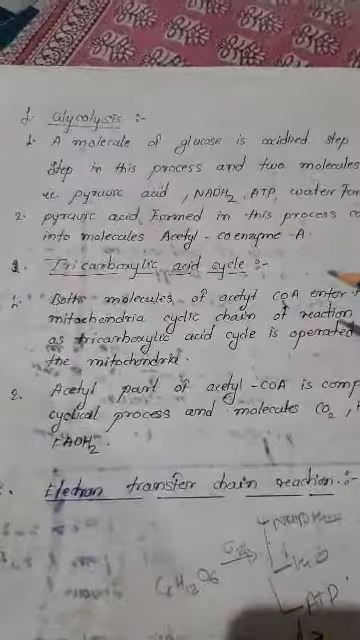 1. Glycolysis :-
1. A molecule of glucose is oxidized step
step in this process and two molecules
i.e. pyruvic acid, NADH2, ATP, water For
2. pyruvic acid Formed in this process co
into molecules Acetyl-coenzyme-A.
Tricarboxylic acid cycle :-
1. Both molecules of acetyl CoA enter
mitochondria cyclic chain of reaction
as tricarboxylic acid cycle is operated
the mitochondria.
2. Acetyl part of acetyl-CoA is comp
cyclical process and molecules CO2,
FADH2.
Electron transfer chain reaction :-
C6H12O6
ATP